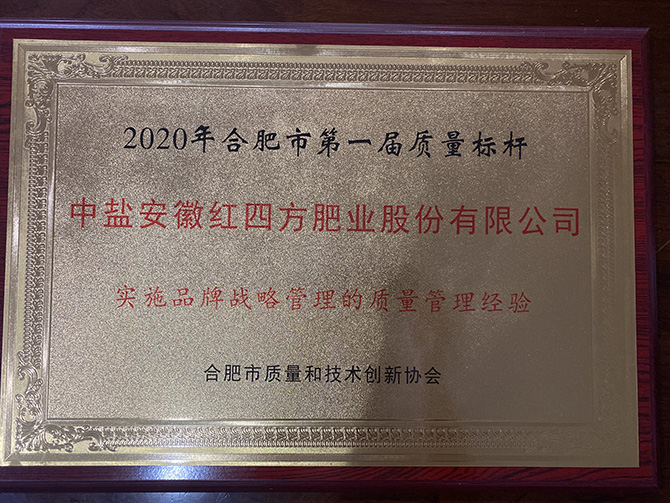 2020年合肥市第一届质量标杆
中盐安徽红四方肥业股份有限公司
实施品牌战略管理的质量管理经验
合肥市质量和技术创新协会